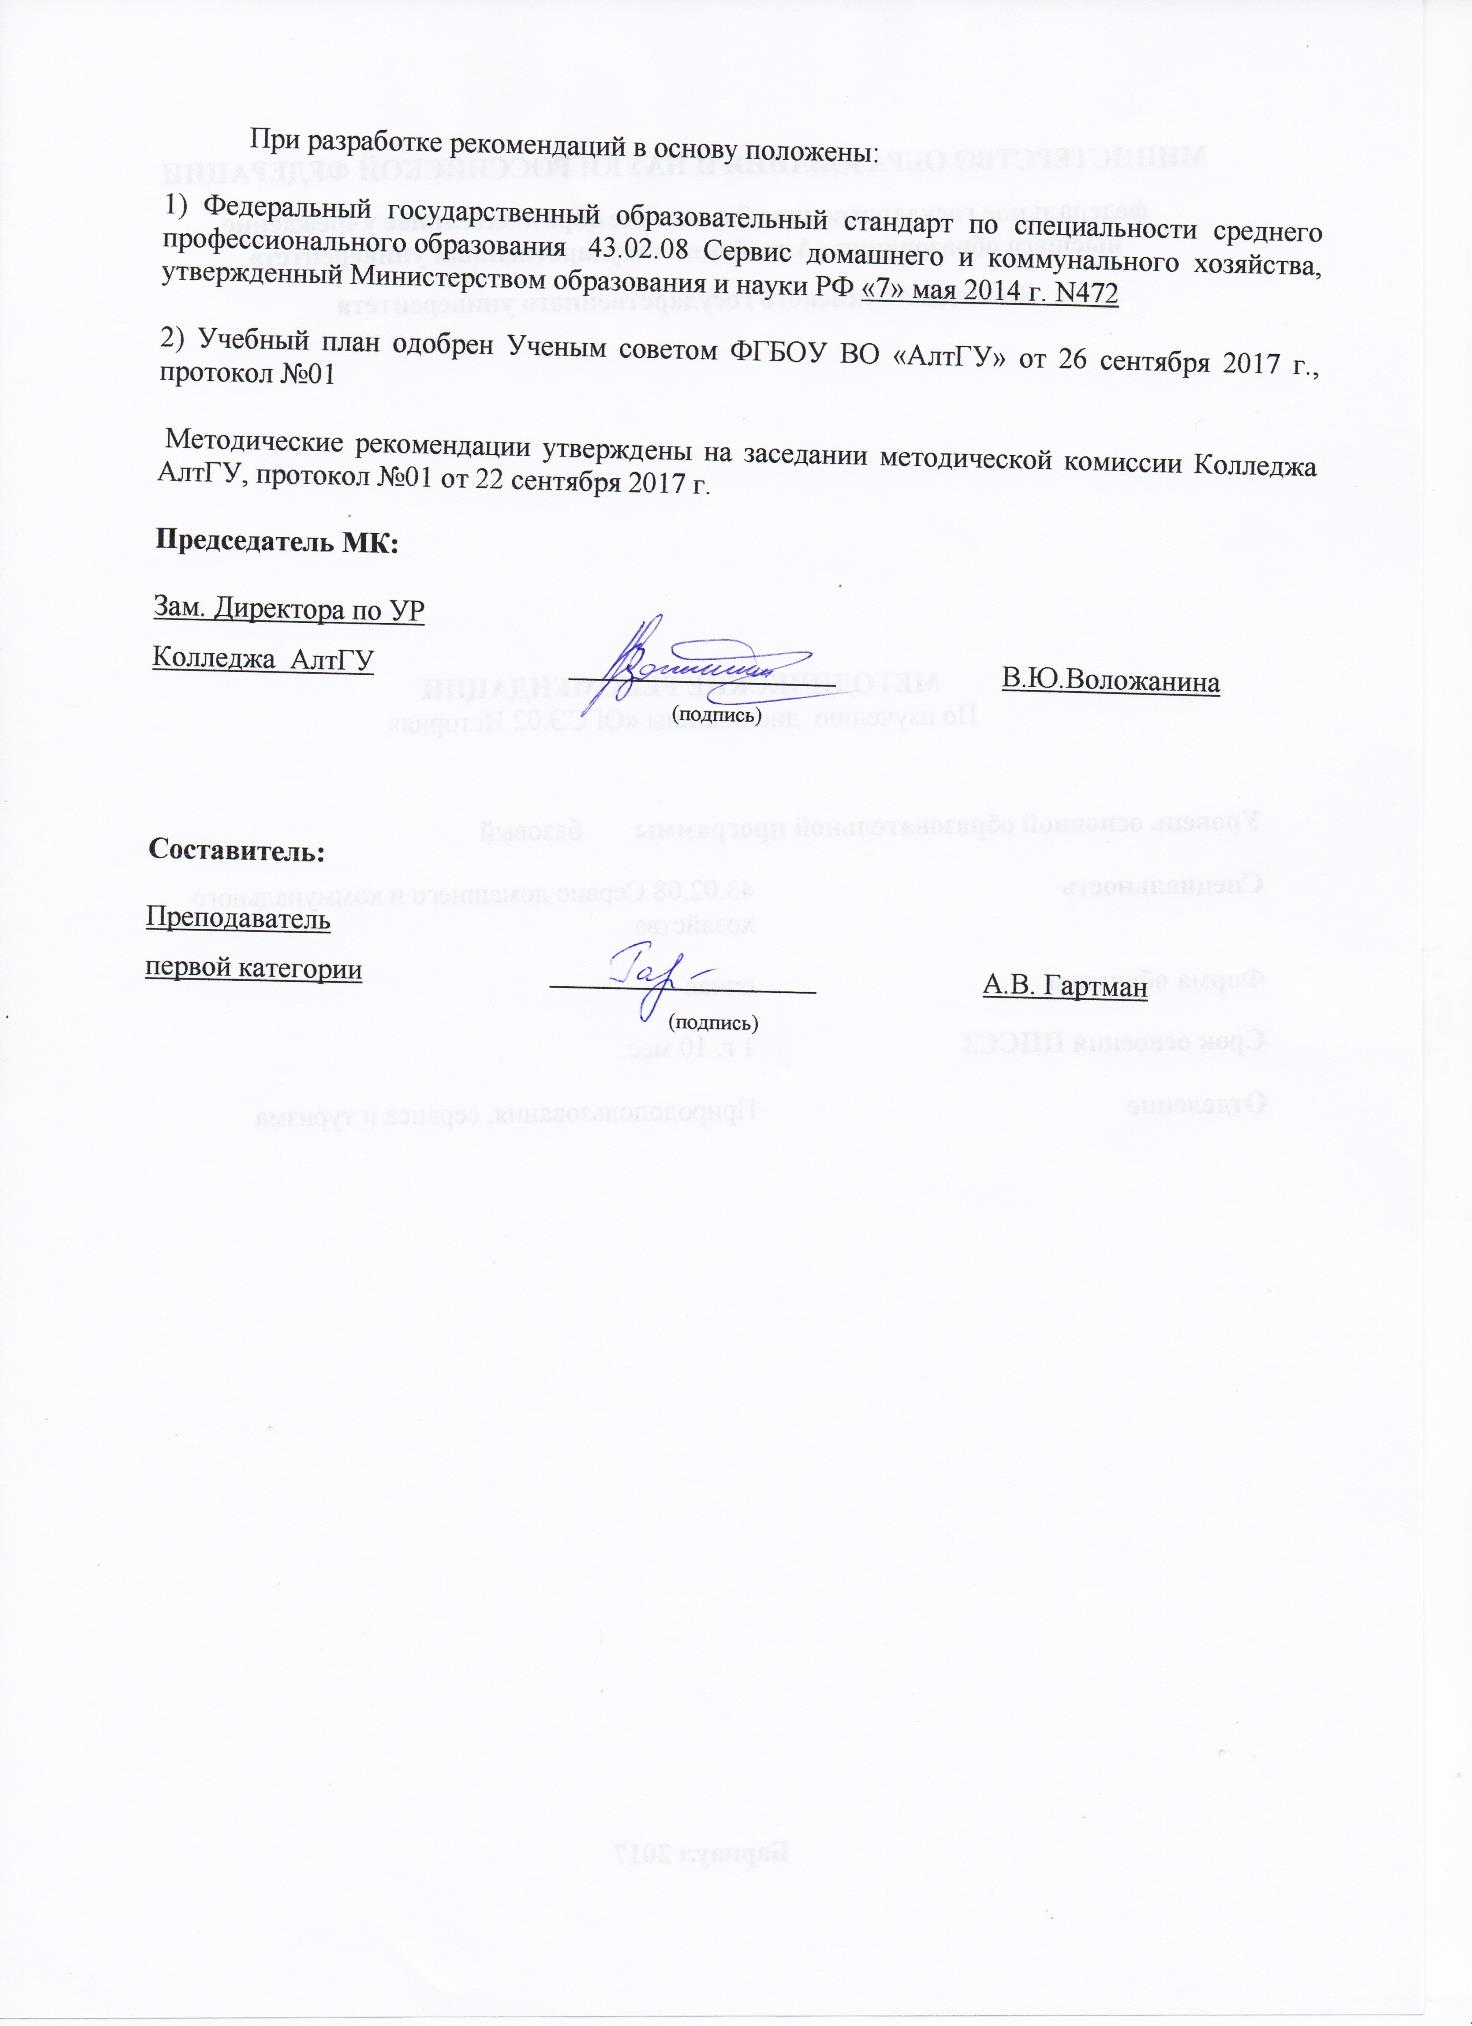 При разработке рекомендаций в основу положены:
1) Федеральный государственный образовательный стандарт по специальности среднего
профессионального образования 43.02.08 Сервис домашнего и коммунального хозяйства,
утвержденный Министерством образования и науки РФ «7» мая 2014 г. N472
2) Учебный план одобрен Ученым советом ФГБОУ ВО «АлтГУ» от 26 сентября 2017 г.,
протокол №01
Методические рекомендации утверждены на заседании методической комиссии Колледжа
АлтГУ, протокол №01 от 22 сентября 2017 г.
Председатель МК:
Зам. Директора по УР
Колледжа АлтГУ В.Ю.Воложанина
(подпись)
Составитель:
Преподаватель
первой категории Гар А.В. Гартман
(подпись)